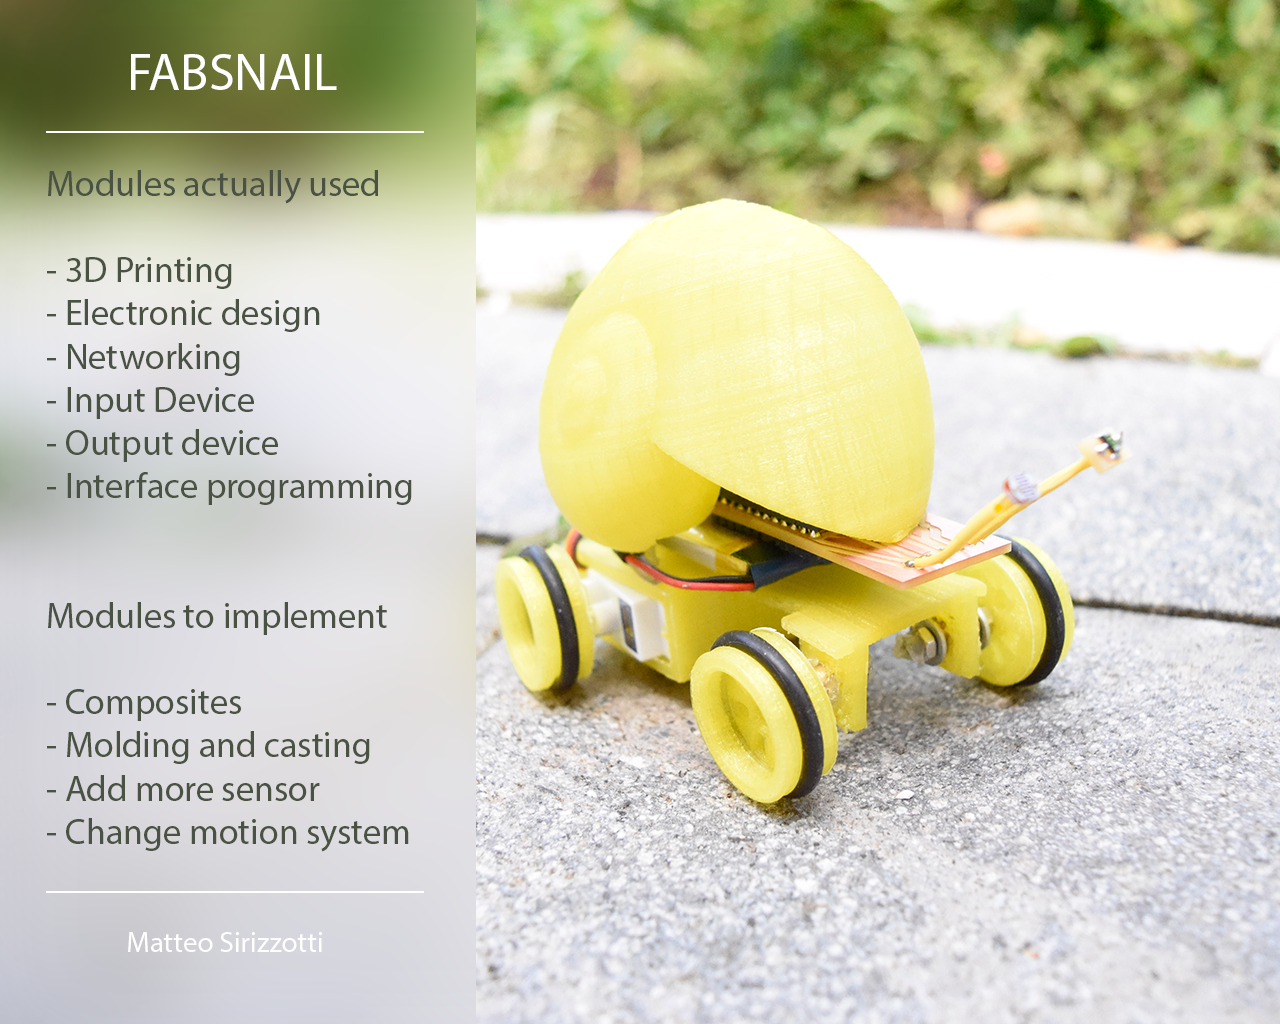 FABSNAIL
Modules actually used
- 3D Printing
- Electronic design
- Networking
- Input Device
- Output device
- Interface programming
Modules to implement
- Composites
- Molding and casting
- Add more sensor
- Change motion system
Matteo Sirizzotti